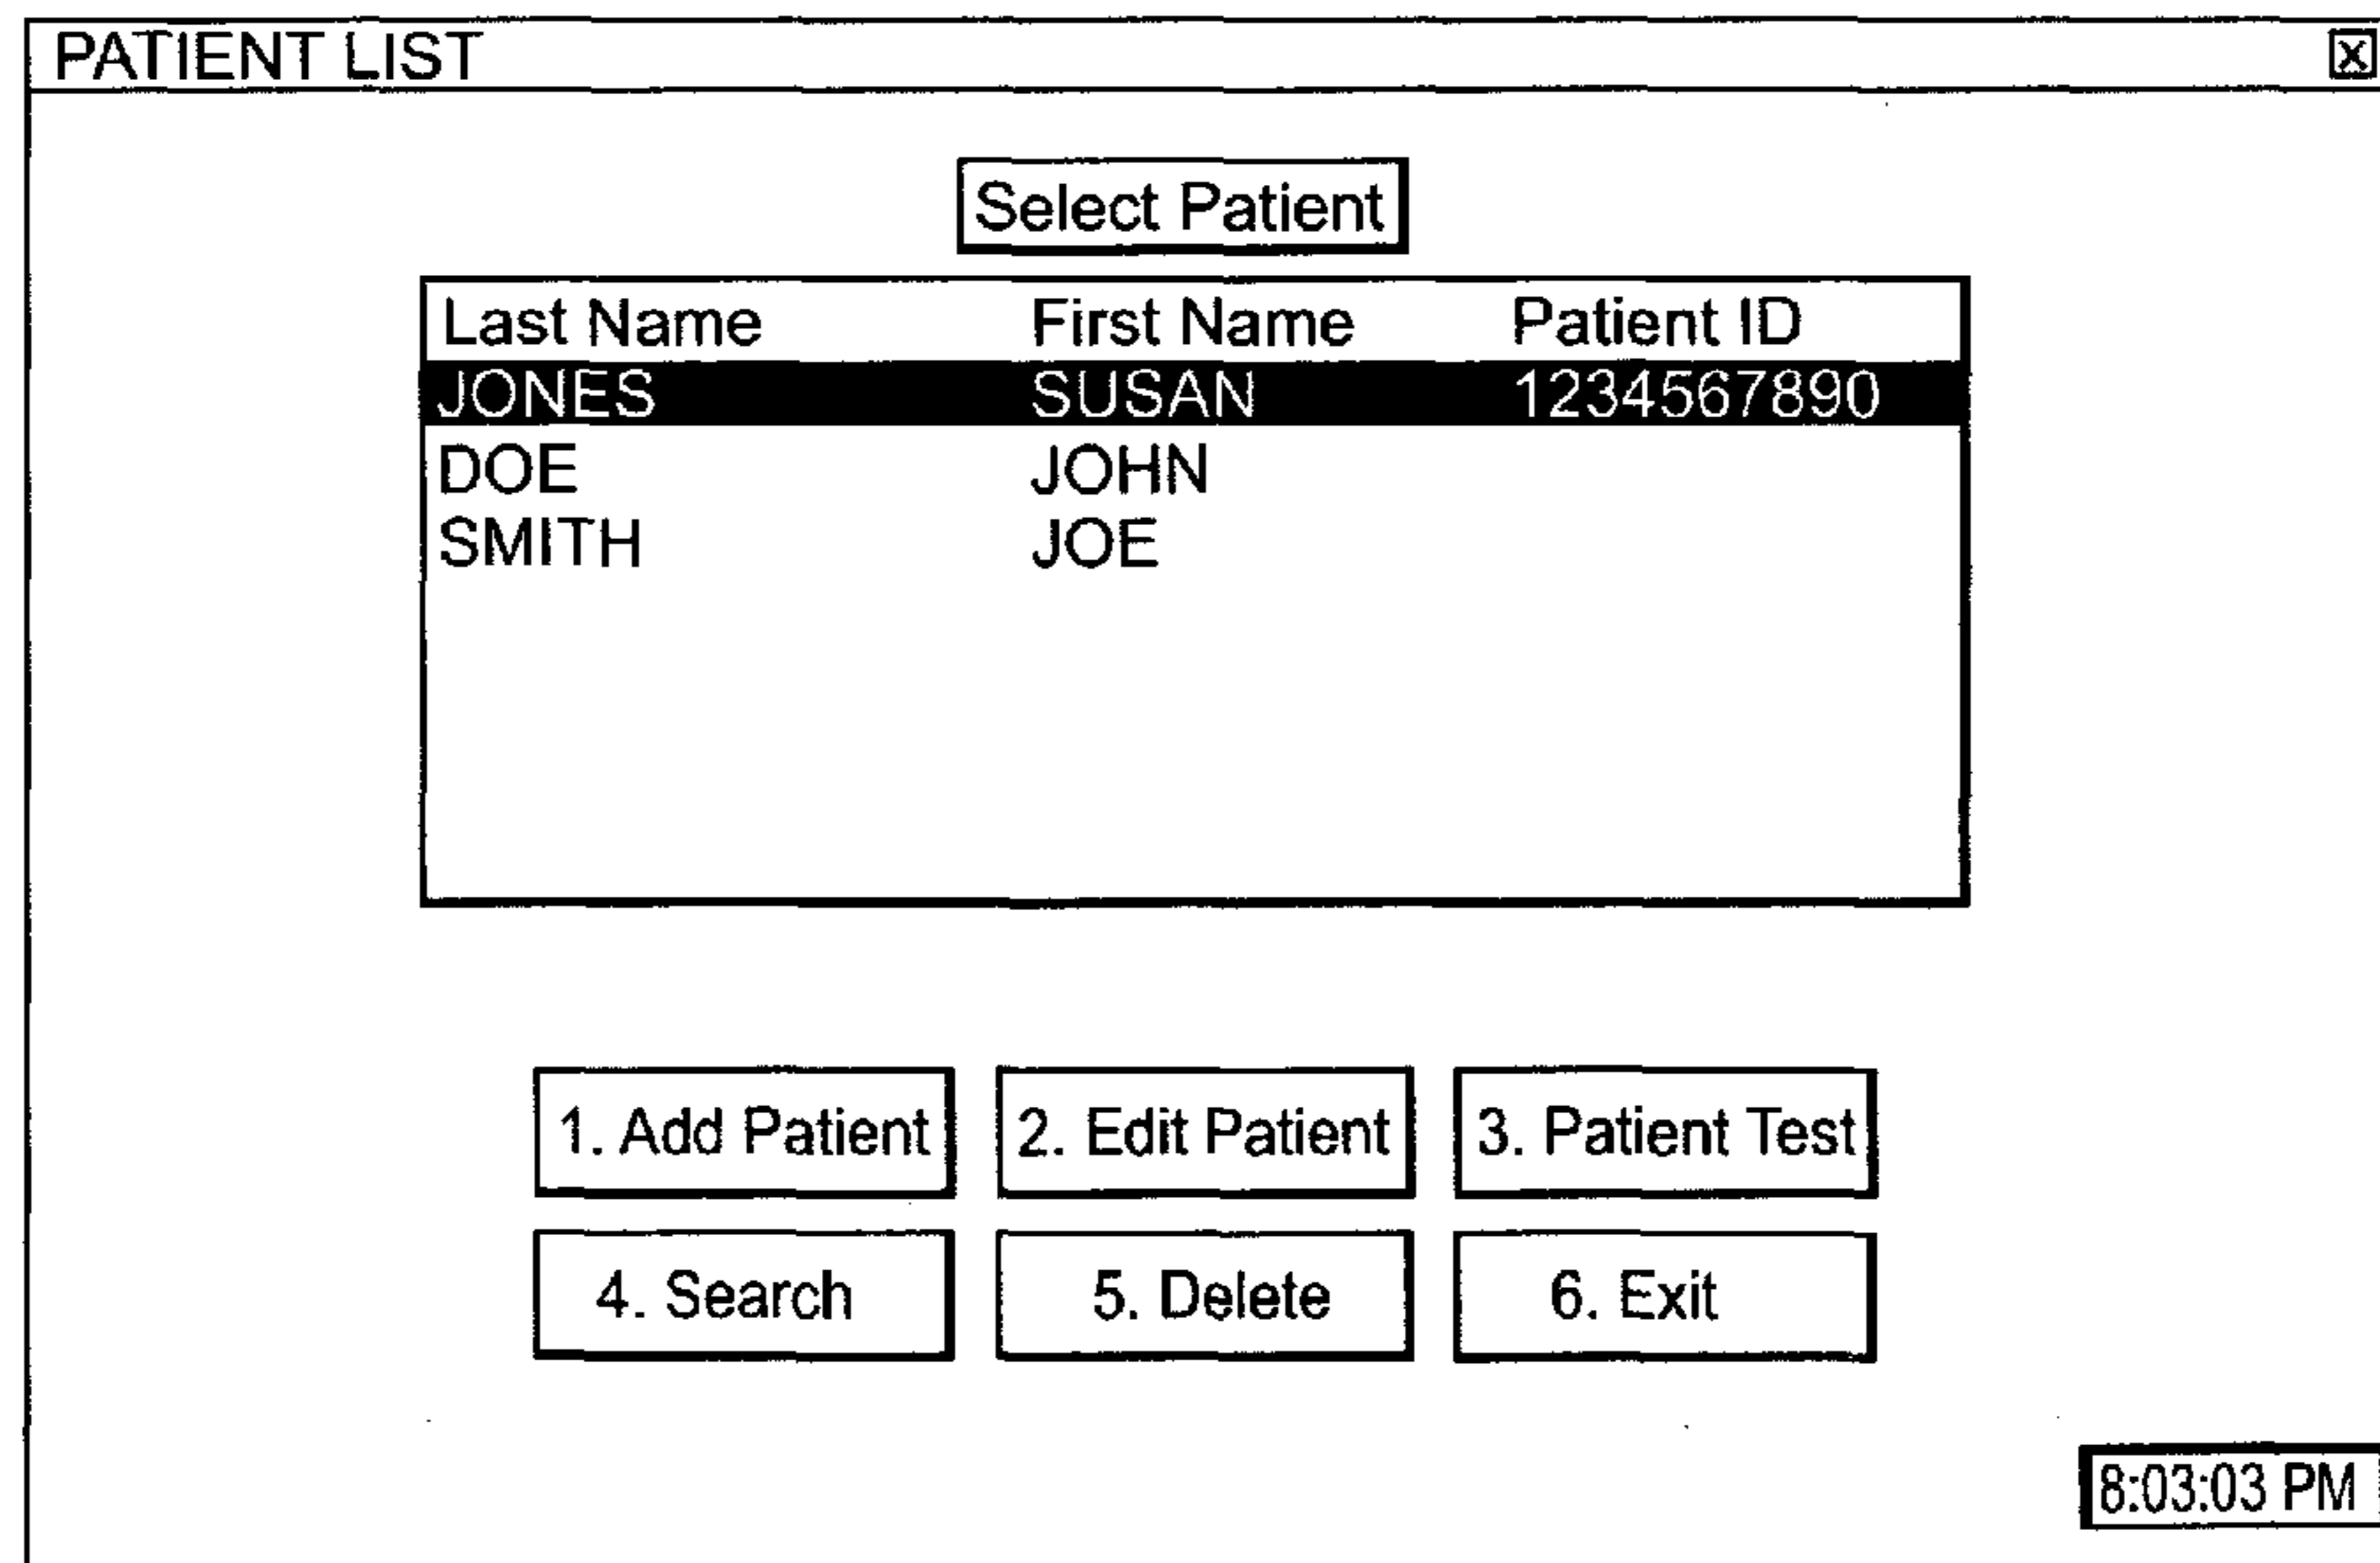 PATIENT LIST X
Select Patient
Last Name First Name Patient ID
JONES SUSAN 1234567890
DOE JOHN
SMITH JOE
1. Add Patient 2. Edit Patient 3. Patient Test
4. Search 5. Delete 6. Exit
8:03:03 PM